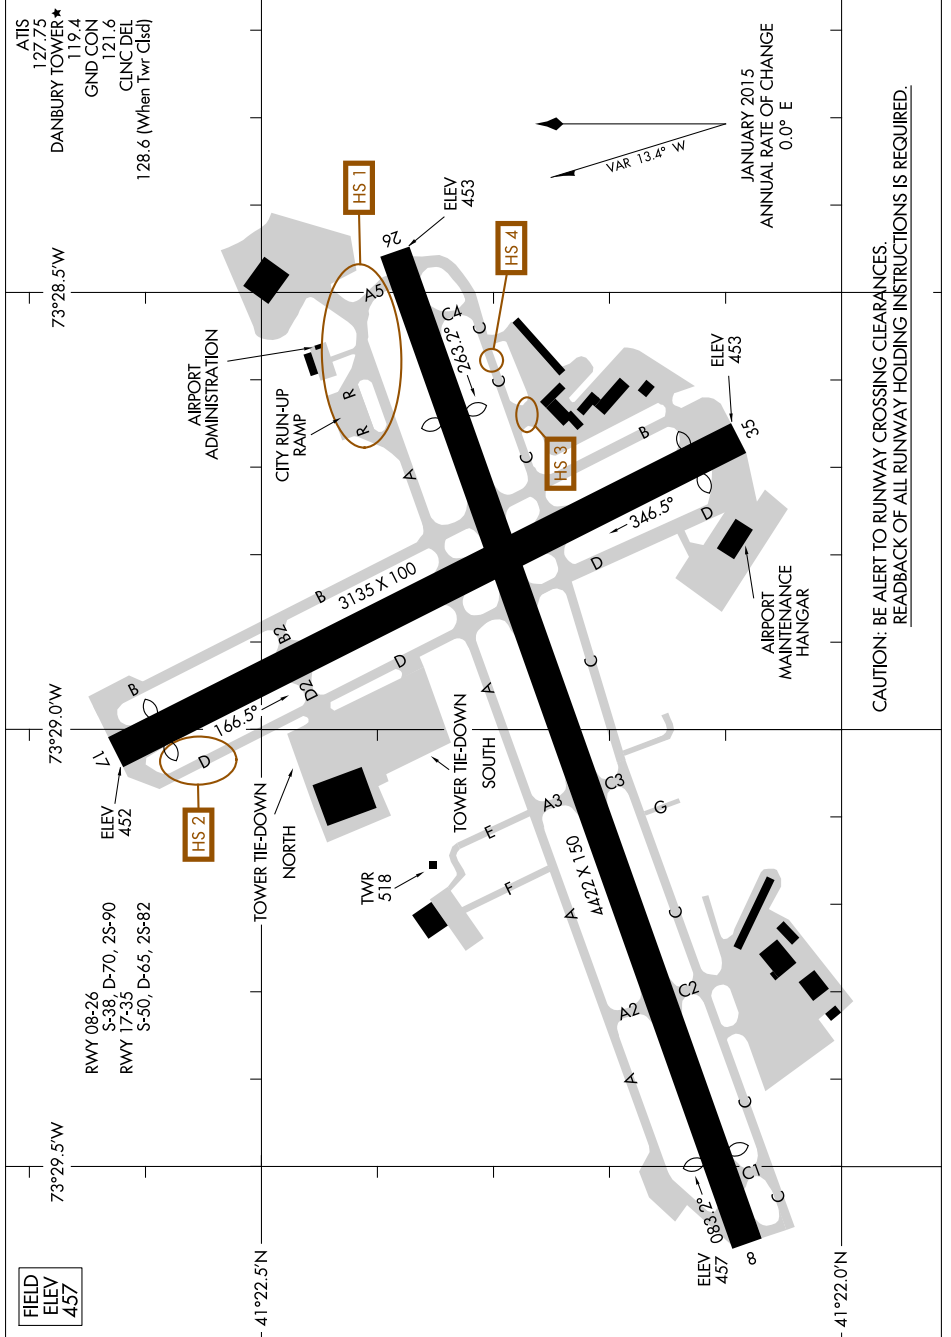 FIELD
ELEV
457
ATIS
127.75
DANBURY TOWER★
119.4
GND CON
121.6
CLNC DEL
128.6 (When Twr Clsd)
73°29.5'W
73°29.0'W
73°28.5'W
41°22.5'N
41°22.0'N
RWY 08-26
S-38, D-70, 2S-90
RWY 17-35
S-50, D-65, 2S-82
ELEV
452
17
166.5°
HS 2
D
B
B2
B
D2
D
3135 X 100
TOWER TIE-DOWN
NORTH
TOWER TIE-DOWN
SOUTH
TWR
518
E
F
A
A3
A
A2
A
4422 X 150
AIRPORT
ADMINISTRATION
CITY RUN-UP
RAMP
R
R
A
A5
HS 1
26
ELEV
453
263.2°
C4
C
C
C
HS 4
HS 3
B
ELEV
453
35
346.5°
D
D
AIRPORT
MAINTENANCE
HANGAR
C
C3
G
C
C2
C
C1
C
083.2°
8
ELEV
457
VAR 13.4° W
JANUARY 2015
ANNUAL RATE OF CHANGE
0.0° E
CAUTION: BE ALERT TO RUNWAY CROSSING CLEARANCES.
READBACK OF ALL RUNWAY HOLDING INSTRUCTIONS IS REQUIRED.